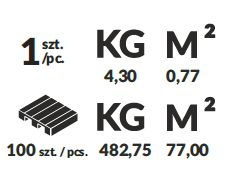 1 szt. /pc. KG M²
4,30 0,77
KG M²
100 szt. / pcs. 482,75 77,00